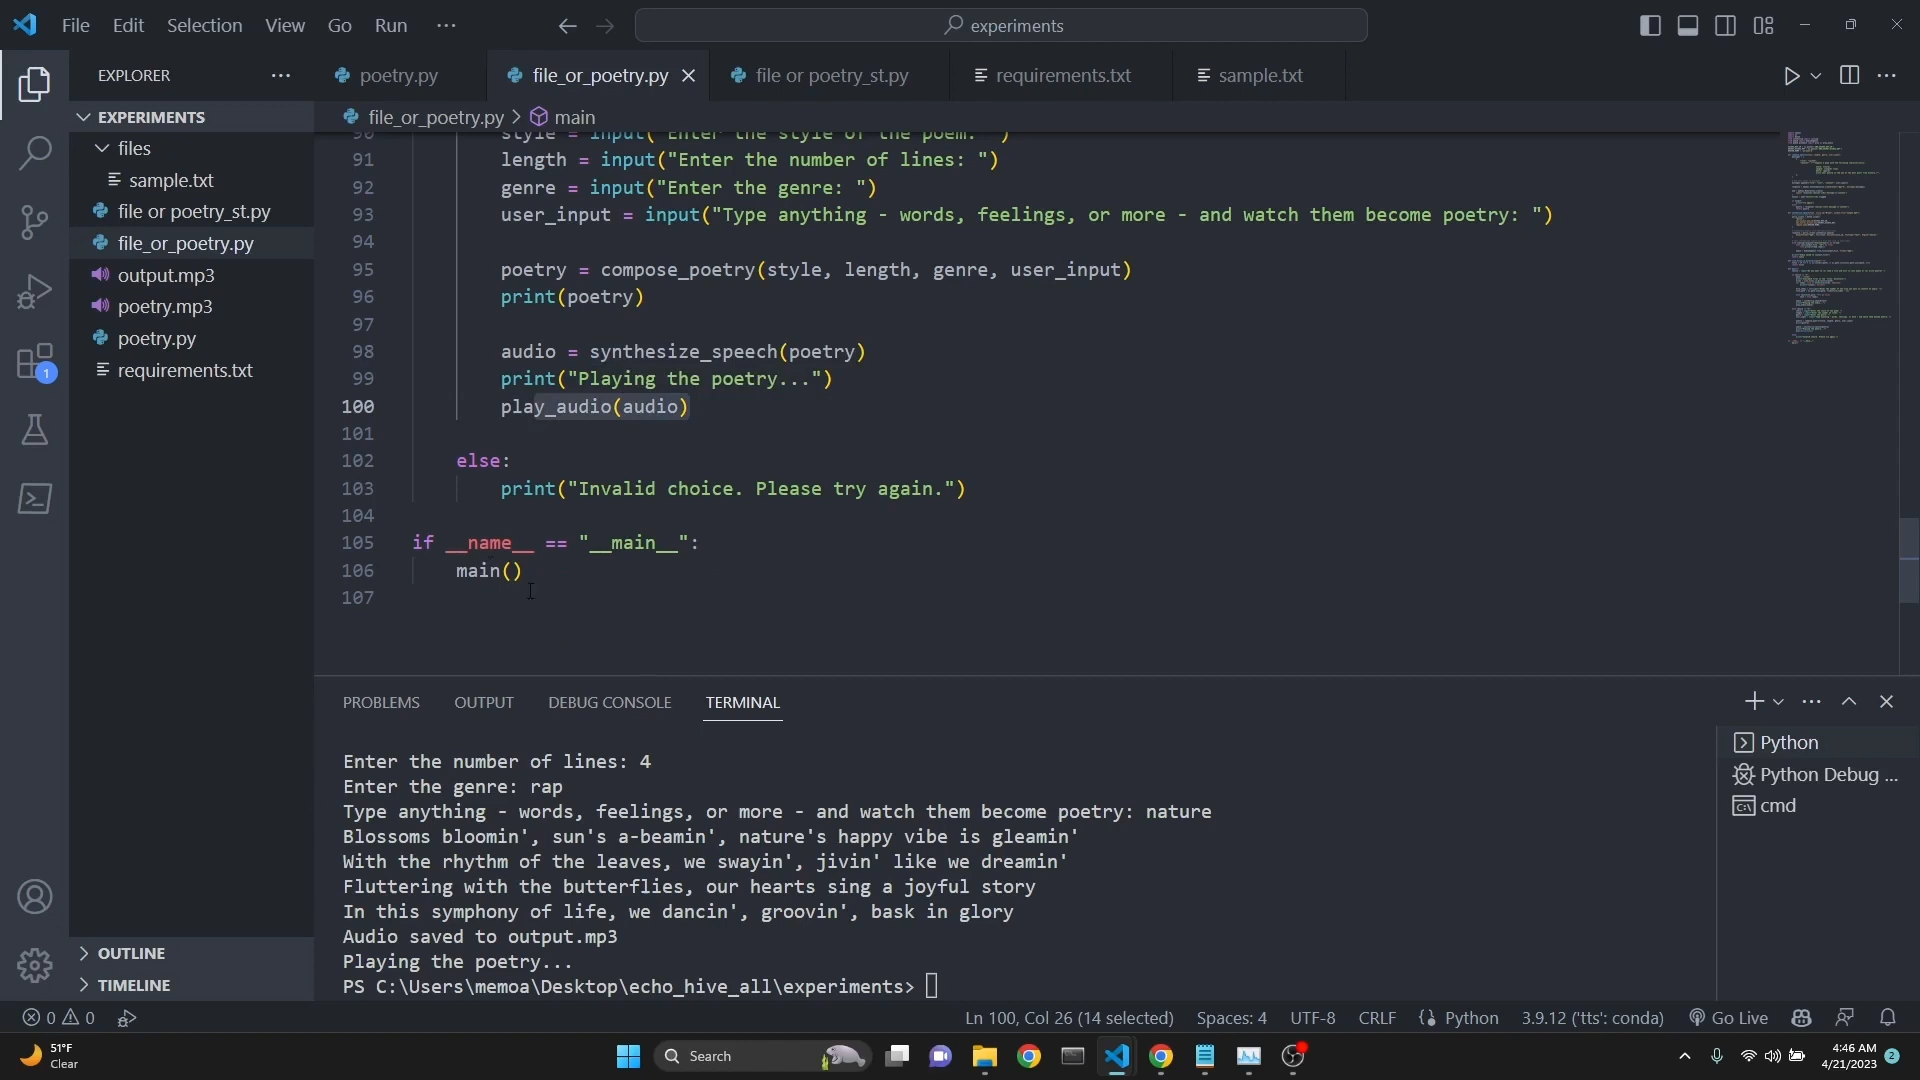 File Edit Selection View Go Run ··· experiments
EXPLORER ···
poetry.py file_or_poetry.py file or poetry_st.py requirements.txt sample.txt
EXPERIMENTS
files
sample.txt
file or poetry_st.py
file_or_poetry.py
output.mp3
poetry.mp3
poetry.py
requirements.txt
OUTLINE
TIMELINE
1
file_or_poetry.py > main
90 style = input("Enter the style of the poem: ")
91 length = input("Enter the number of lines: ")
92 genre = input("Enter the genre: ")
93 user_input = input("Type anything - words, feelings, or more - and watch them become poetry: ")
94
95 poetry = compose_poetry(style, length, genre, user_input)
96 print(poetry)
97
98 audio = synthesize_speech(poetry)
99 print("Playing the poetry...")
100 play_audio(audio)
101
102 else:
103 print("Invalid choice. Please try again.")
104
105 if __name__ == "__main__":
106 main()
107
PROBLEMS OUTPUT DEBUG CONSOLE TERMINAL
Enter the number of lines: 4
Enter the genre: rap
Type anything - words, feelings, or more - and watch them become poetry: nature
Blossoms bloomin', sun's a-beamin', nature's happy vibe is gleamin'
With the rhythm of the leaves, we swayin', jivin' like we dreamin'
Fluttering with the butterflies, our hearts sing a joyful story
In this symphony of life, we dancin', groovin', bask in glory
Audio saved to output.mp3
Playing the poetry...
PS C:\Users\memoa\Desktop\echo_hive_all\experiments>
Python
Python Debug ...
cmd
0 0 Ln 100, Col 26 (14 selected) Spaces: 4 UTF-8 CRLF Python 3.9.12 ('tts': conda) Go Live
51°F
Clear
Search
4:46 AM
4/21/2023
2